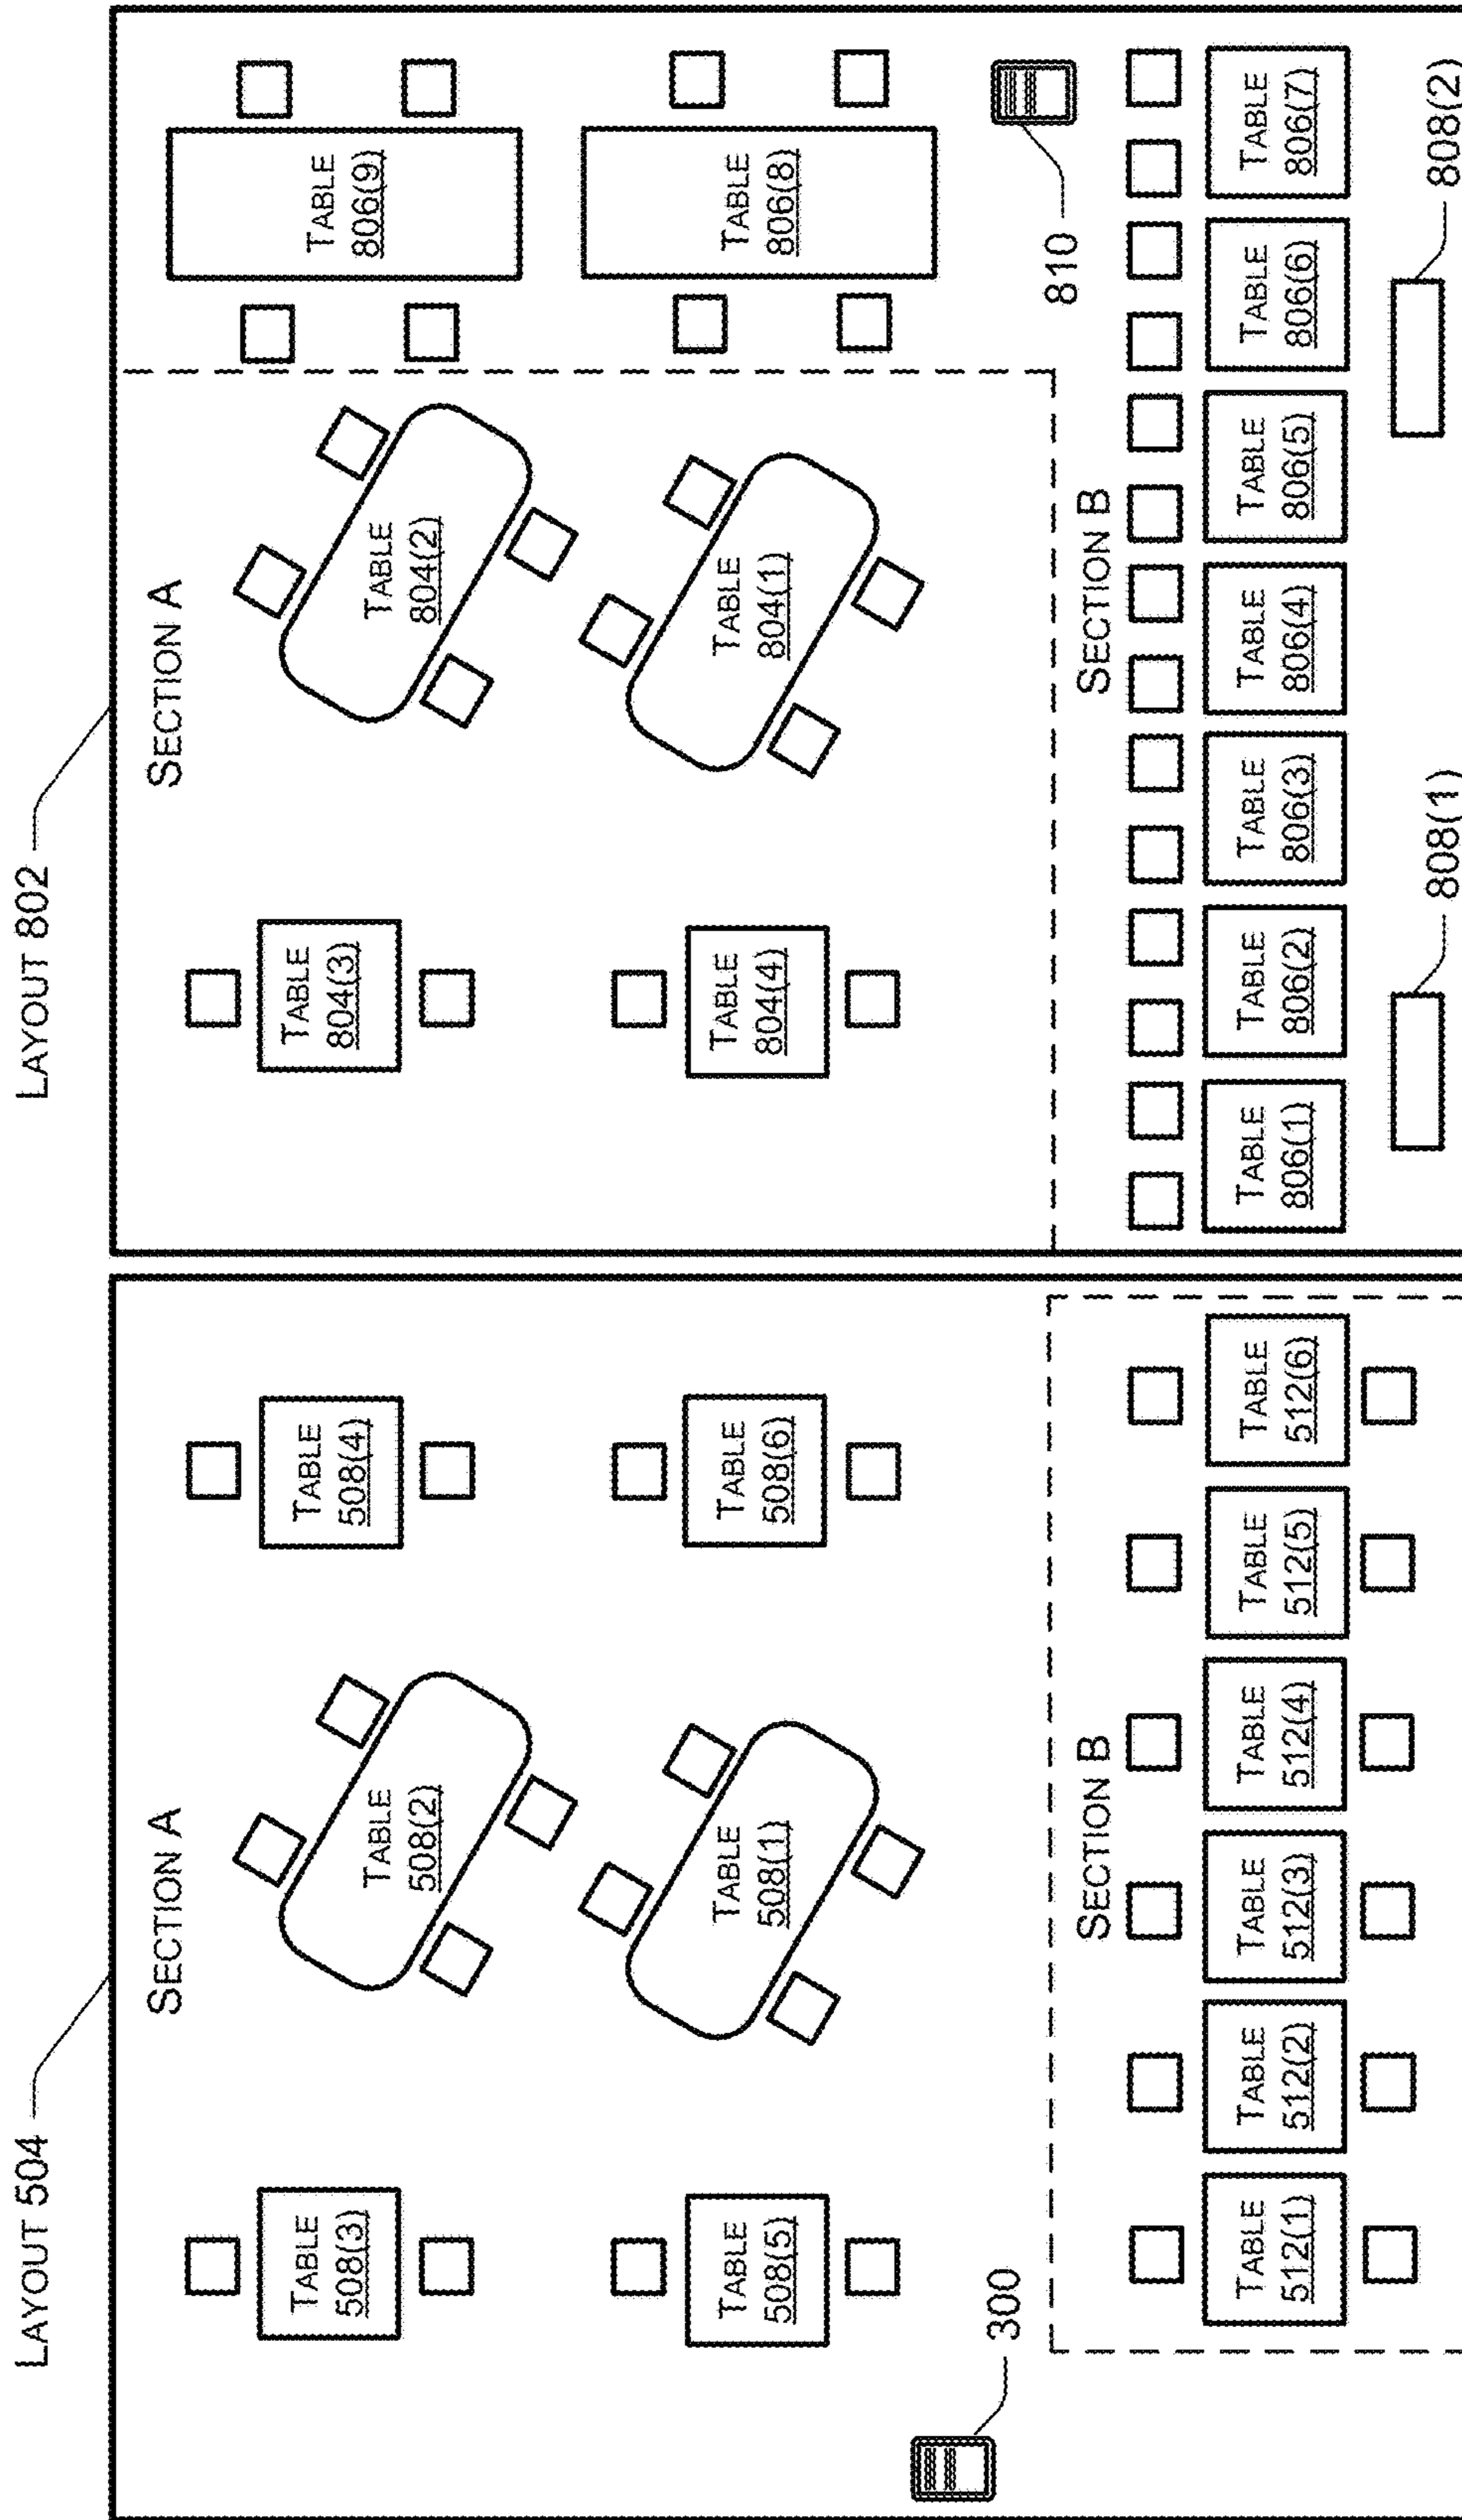 LAYOUT 504
SECTION A
TABLE
508(3)
TABLE
508(2)
TABLE
508(4)
TABLE
508(5)
TABLE
508(1)
TABLE
508(6)
300
SECTION B
TABLE
512(1)
TABLE
512(2)
TABLE
512(3)
TABLE
512(4)
TABLE
512(5)
TABLE
512(6)
LAYOUT 802
SECTION A
TABLE
804(3)
TABLE
804(2)
TABLE
806(9)
TABLE
804(4)
TABLE
804(1)
TABLE
806(8)
810
SECTION B
TABLE
806(1)
TABLE
806(2)
TABLE
806(3)
TABLE
806(4)
TABLE
806(5)
TABLE
806(6)
TABLE
806(7)
808(1)
808(2)